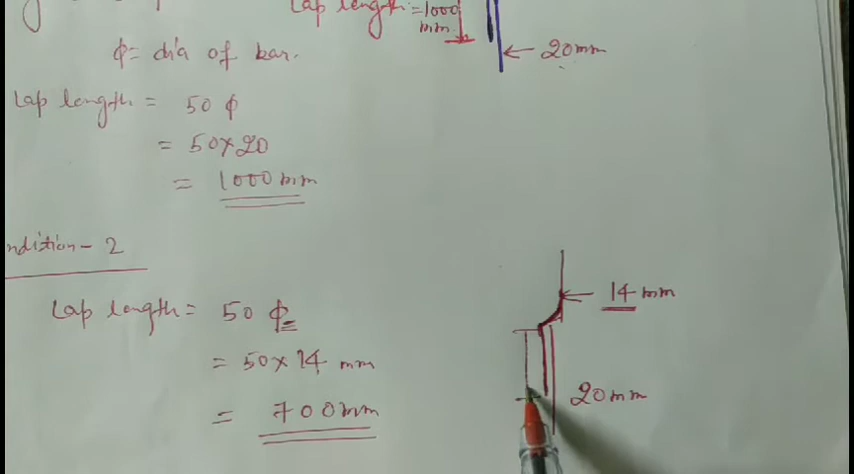 Lap length = 1000
mm
φ = dia of bar.
20mm
Lap length = 50 φ
= 50×20
= 1000 mm
ndition - 2
Lap length = 50 φ
14 mm
= 50×14 mm
20mm
= 700mm